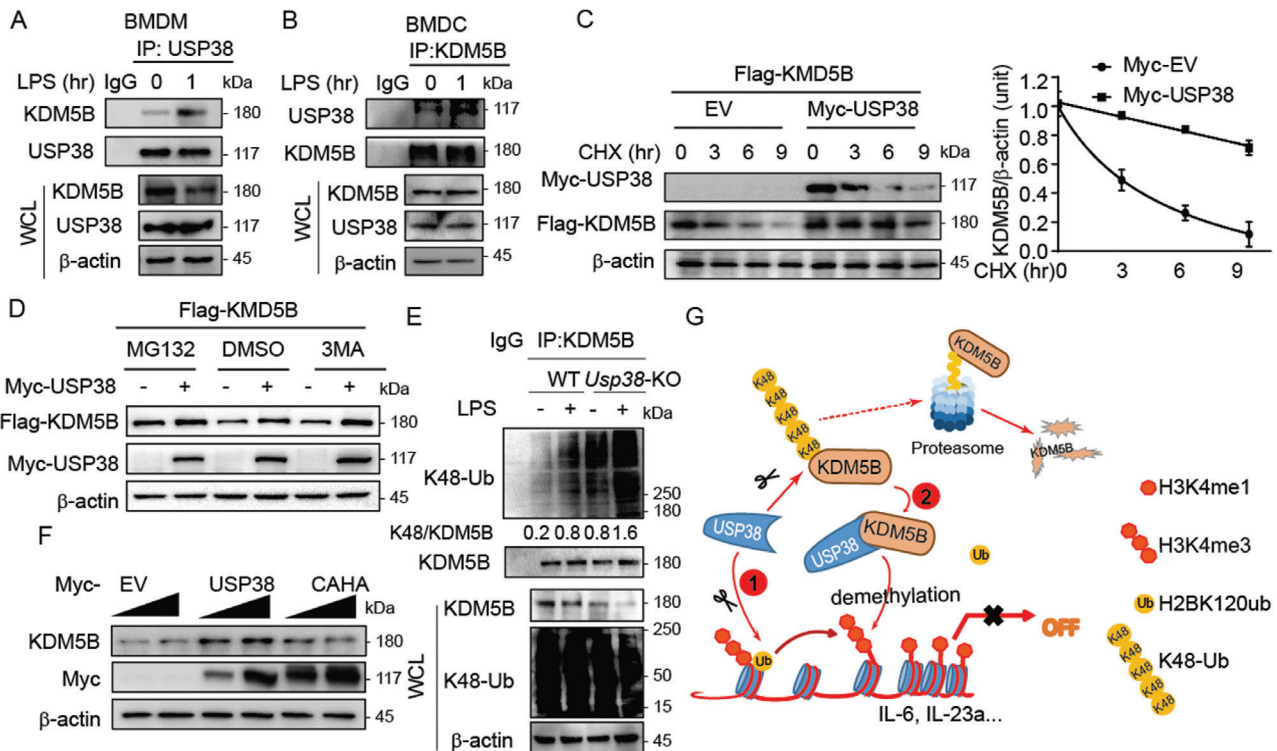 A
BMDM
IP: USP38
LPS (hr) IgG 0 1 kDa
KDM5B 180
USP38 117
WCL
KDM5B 180
USP38 117
β-actin 45
B
BMDC
IP:KDM5B
LPS (hr) IgG 0 1 kDa
USP38 117
KDM5B 180
WCL
KDM5B 180
USP38 117
β-actin 45
C
Flag-KMD5B
EV Myc-USP38
CHX (hr) 0 3 6 9 0 3 6 9 kDa
Myc-USP38 117
Flag-KDM5B 180
β-actin 45
Myc-EV
Myc-USP38
KDM5B/β-actin (unit)
1.2
1.0
0.8
0.6
0.4
0.2
0.0
CHX (hr) 0 3 6 9
D
Flag-KMD5B
MG132 DMSO 3MA
Myc-USP38 - + - + - + kDa
Flag-KDM5B 180
Myc-USP38 117
β-actin 45
E
IgG IP:KDM5B
WT Usp38-KO
LPS - + - + kDa
K48-Ub
250
180
K48/KDM5B 0.2 0.8 0.8 1.6
KDM5B 180
WCL
KDM5B 180
250
K48-Ub 50
15
β-actin 45
F
Myc- EV USP38 CAHA
kDa
KDM5B 180
Myc 117
β-actin 45
G
KDM5B
K48
K48
K48
K48
K48
Proteasome
KDM5B
KDM5B
2
USP38
USP38
KDM5B
Ub
1
demethylation
Ub
OFF
IL-6, IL-23a...
H3K4me1
H3K4me3
Ub H2BK120ub
K48
K48
K48
K48
K48
K48-Ub